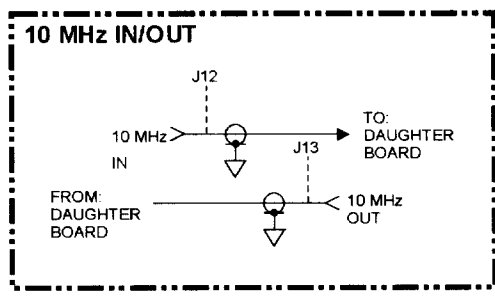 10 MHz IN/OUT
J12
10 MHz
IN
TO:
DAUGHTER
BOARD
J13
FROM:
DAUGHTER
BOARD
10 MHz
OUT